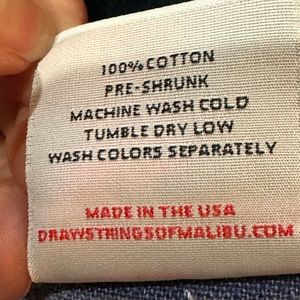 100% COTTON
PRE-SHRUNK
MACHINE WASH COLD
TUMBLE DRY LOW
WASH COLORS SEPARATELY
MADE IN THE USA
DRAWSTRINGSOFMALIBU.COM